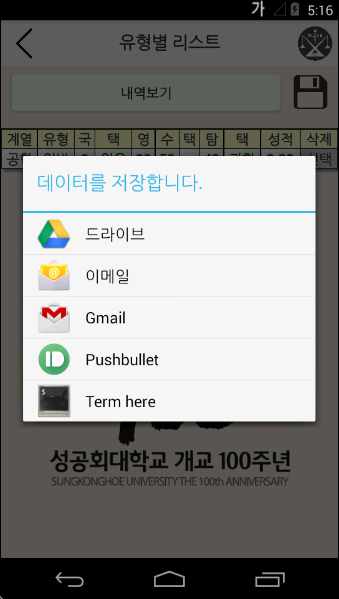 가 5:16
유형별 리스트
내역보기
계열 유형 국 택 영 수 택 탐 택 성적 삭제
데이터를 저장합니다.
드라이브
이메일
Gmail
Pushbullet
Term here
성공회대학교 개교 100주년
SUNGKONGHOE UNIVERSITY THE 100th ANNIVERSARY